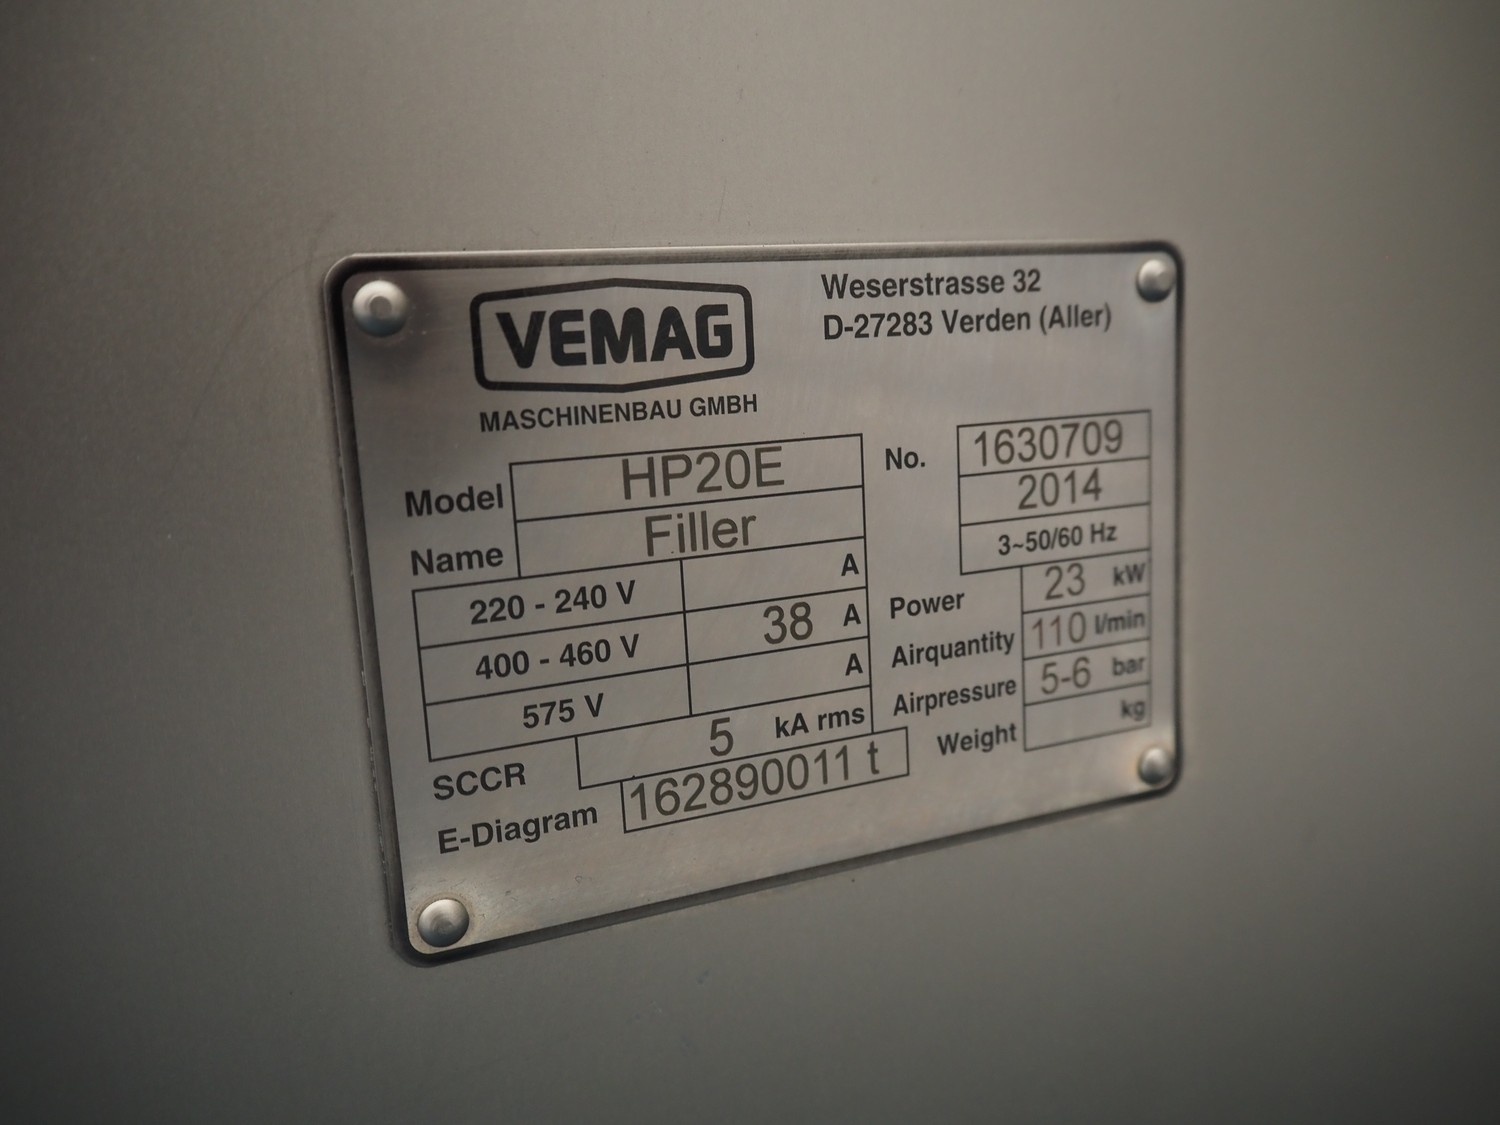 VEMAG
MASCHINENBAU GMBH
Weserstrasse 32
D-27283 Verden (Aller)
Model HP20E
Name Filler
220 - 240 V A
400 - 460 V 38 A
575 V A
SCCR 5 kA rms
E-Diagram 162890011 t
No. 1630709
2014
3~50/60 Hz
Power 23 kW
Airquantity 110 l/min
Airpressure 5-6 bar
Weight kg